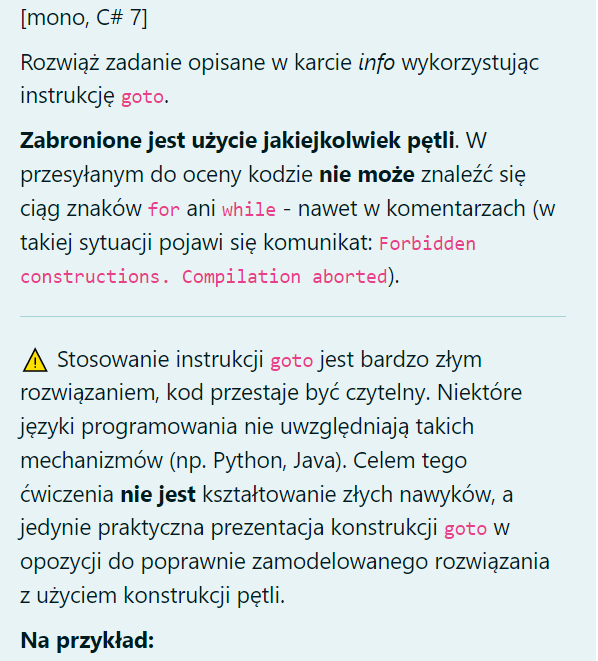 [mono, C# 7]
Rozwiąż zadanie opisane w karcie info wykorzystując
instrukcję goto.
Zabronione jest użycie jakiejkolwiek pętli. W
przesyłanym do oceny kodzie nie może znaleźć się
ciąg znaków for ani while - nawet w komentarzach (w
takiej sytuacji pojawi się komunikat: Forbidden
constructions. Compilation aborted).
⚠ Stosowanie instrukcji goto jest bardzo złym
rozwiązaniem, kod przestaje być czytelny. Niektóre
języki programowania nie uwzględniają takich
mechanizmów (np. Python, Java). Celem tego
ćwiczenia nie jest kształtowanie złych nawyków, a
jedynie praktyczna prezentacja konstrukcji goto w
opozycji do poprawnie zamodelowanego rozwiązania
z użyciem konstrukcji pętli.
Na przykład: